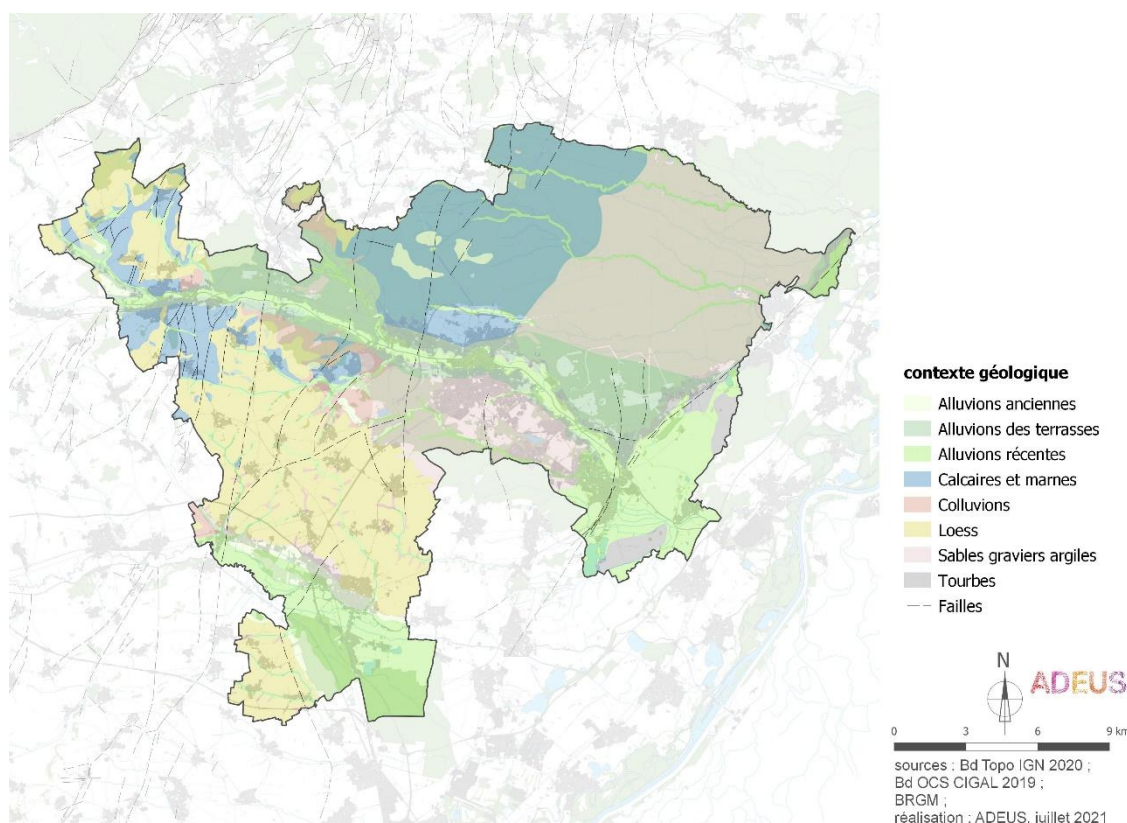 contexte géologique
Alluvions anciennes
Alluvions des terrasses
Alluvions récentes
Calcaires et marnes
Colluvions
Loess
Sables graviers argiles
Tourbes
Failles
N
ADEUS
0 3 6 9 km
sources : Bd Topo IGN 2020 ;
Bd OCS CIGAL 2019 ;
BRGM ;
réalisation : ADEUS, juillet 2021